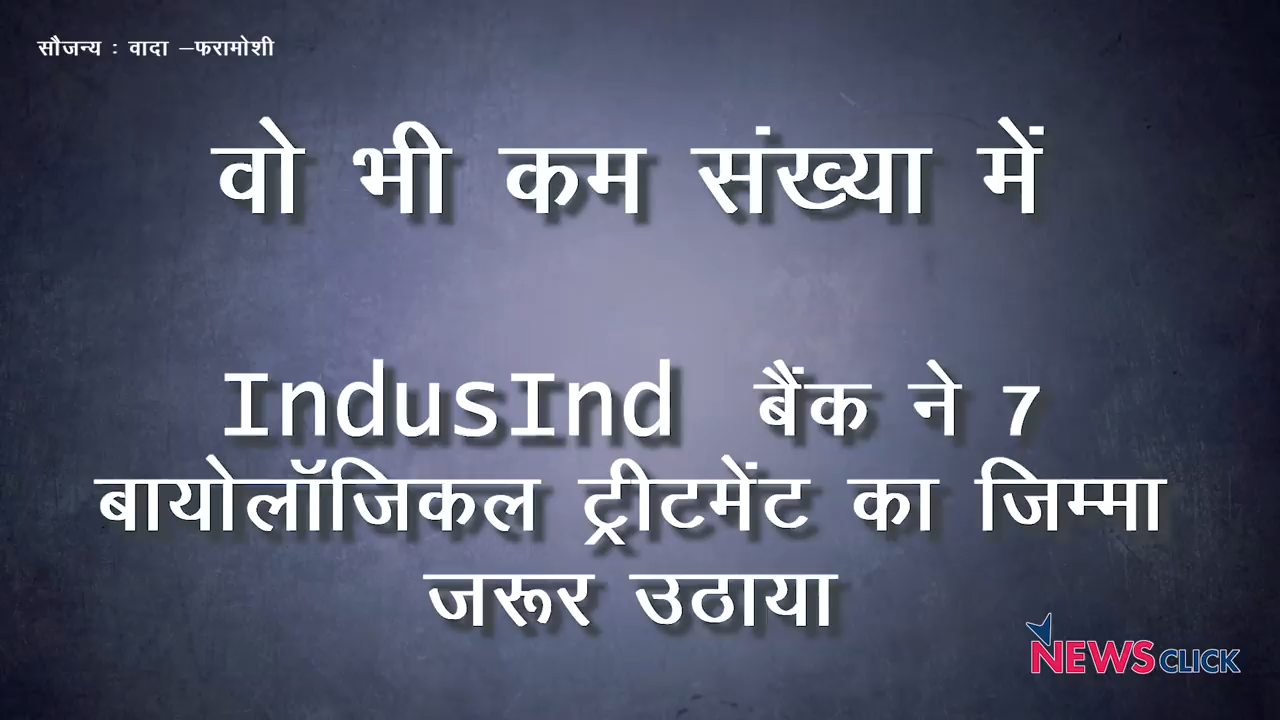 सौजन्य : वादा –फरामोशी
वो भी कम संख्या में
IndusInd बैंक ने 7
बायोलॉजिकल ट्रीटमेंट का जिम्मा
जरूर उठाया
NEWSCLICK